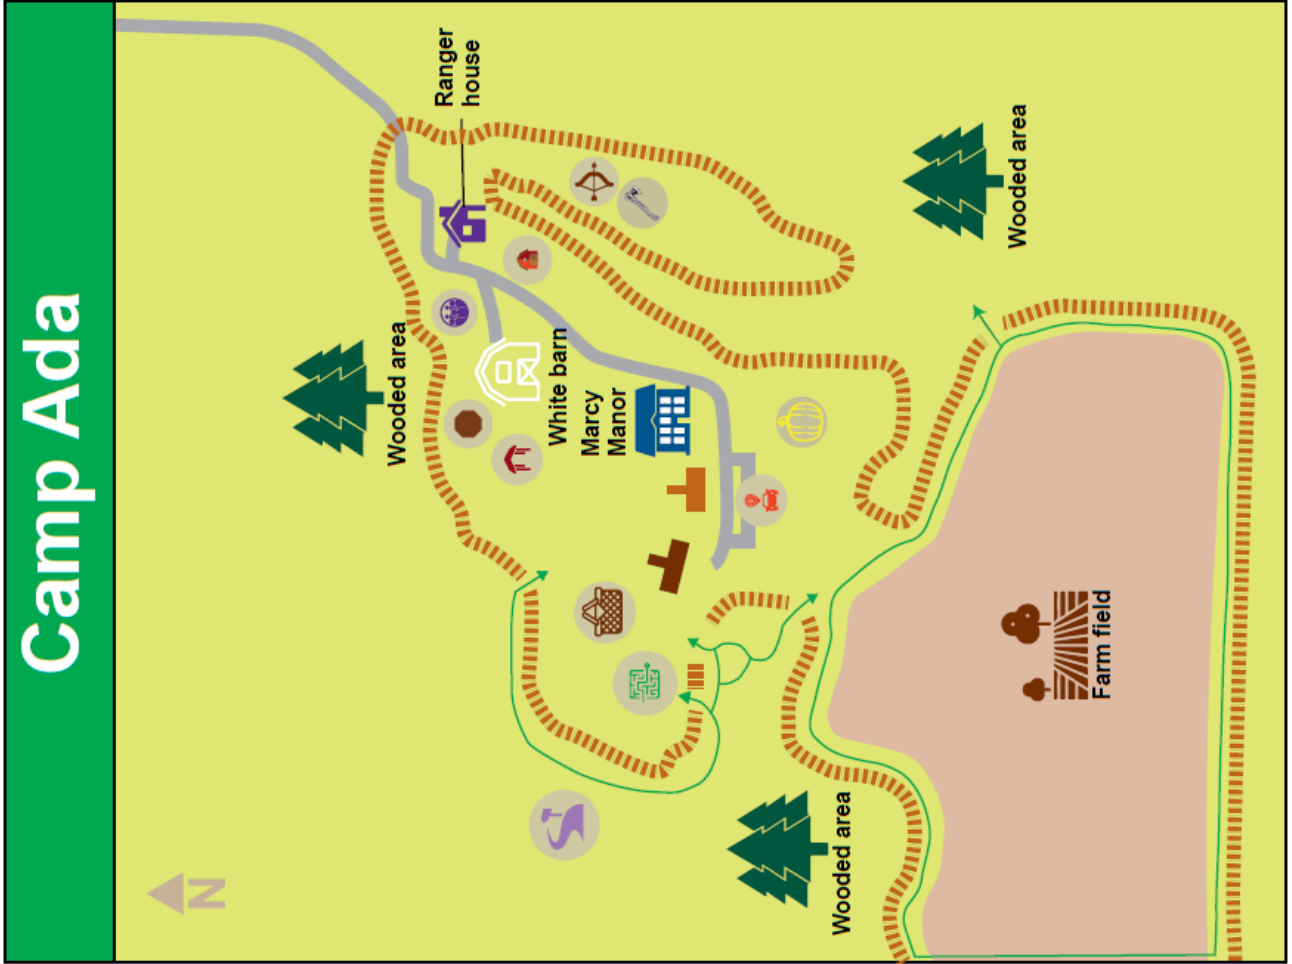 Camp Ada
Ranger
house
Wooded area
Wooded area
White barn
Marcy
Manor
Farm field
Wooded area
N